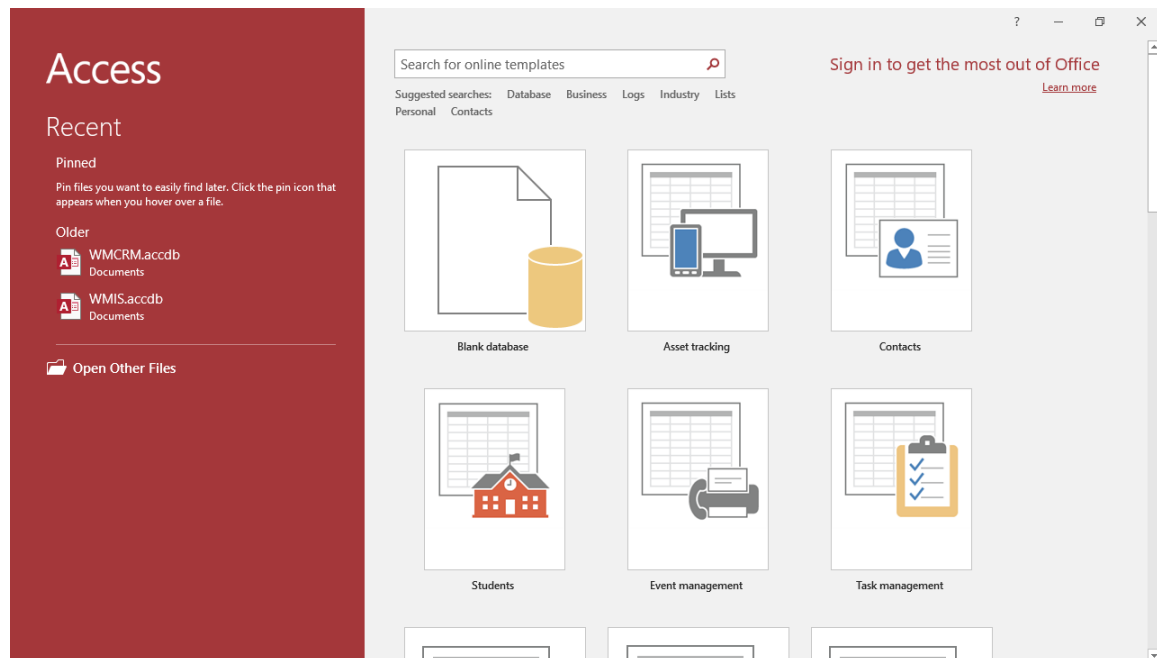 Access
Recent
Pinned
Pin files you want to easily find later. Click the pin icon that
appears when you hover over a file.
Older
WMCRM.accdb
Documents
WMIS.accdb
Documents
Open Other Files
?
Search for online templates
Suggested searches: Database Business Logs Industry Lists
Personal Contacts
Sign in to get the most out of Office
Learn more
Blank database
Asset tracking
Contacts
Students
Event management
Task management